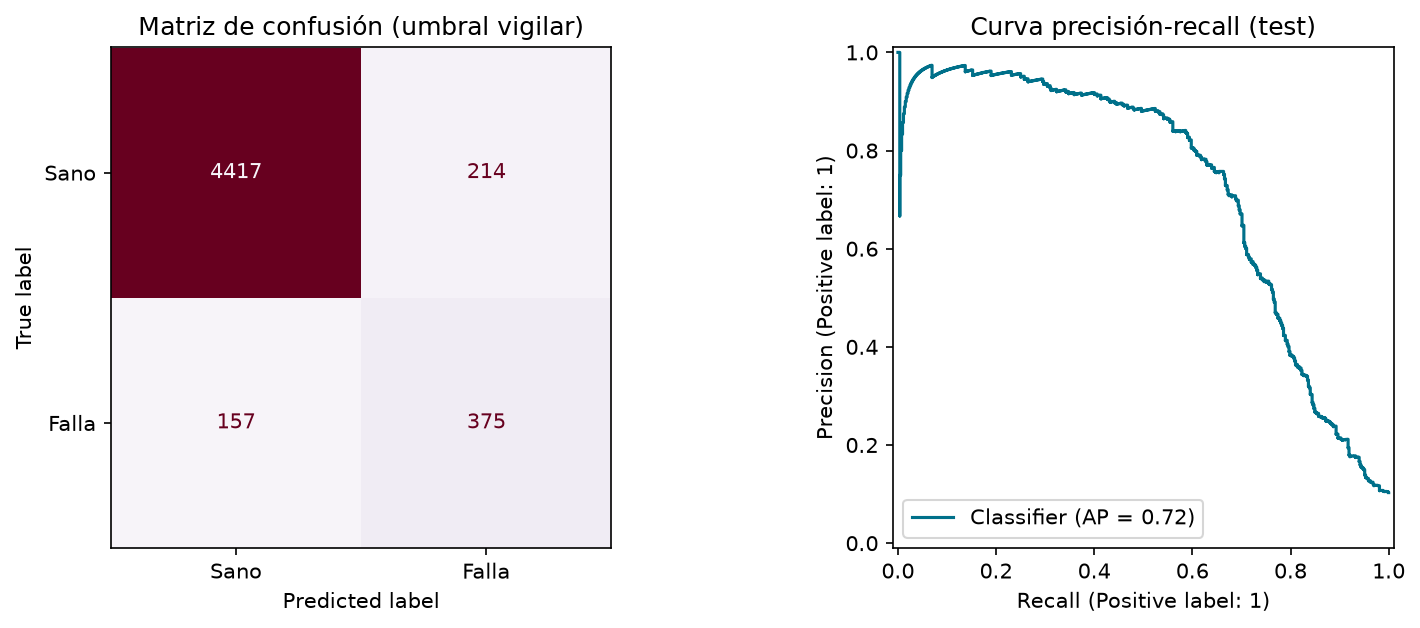 Matriz de confusión (umbral vigilar)
True label
Sano
4417
214
Falla
157
375
Sano
Falla
Predicted label
Curva precisión-recall (test)
Precision (Positive label: 1)
1.0
0.8
0.6
0.4
0.2
0.0
Classifier (AP = 0.72)
0.0
0.2
0.4
0.6
0.8
1.0
Recall (Positive label: 1)